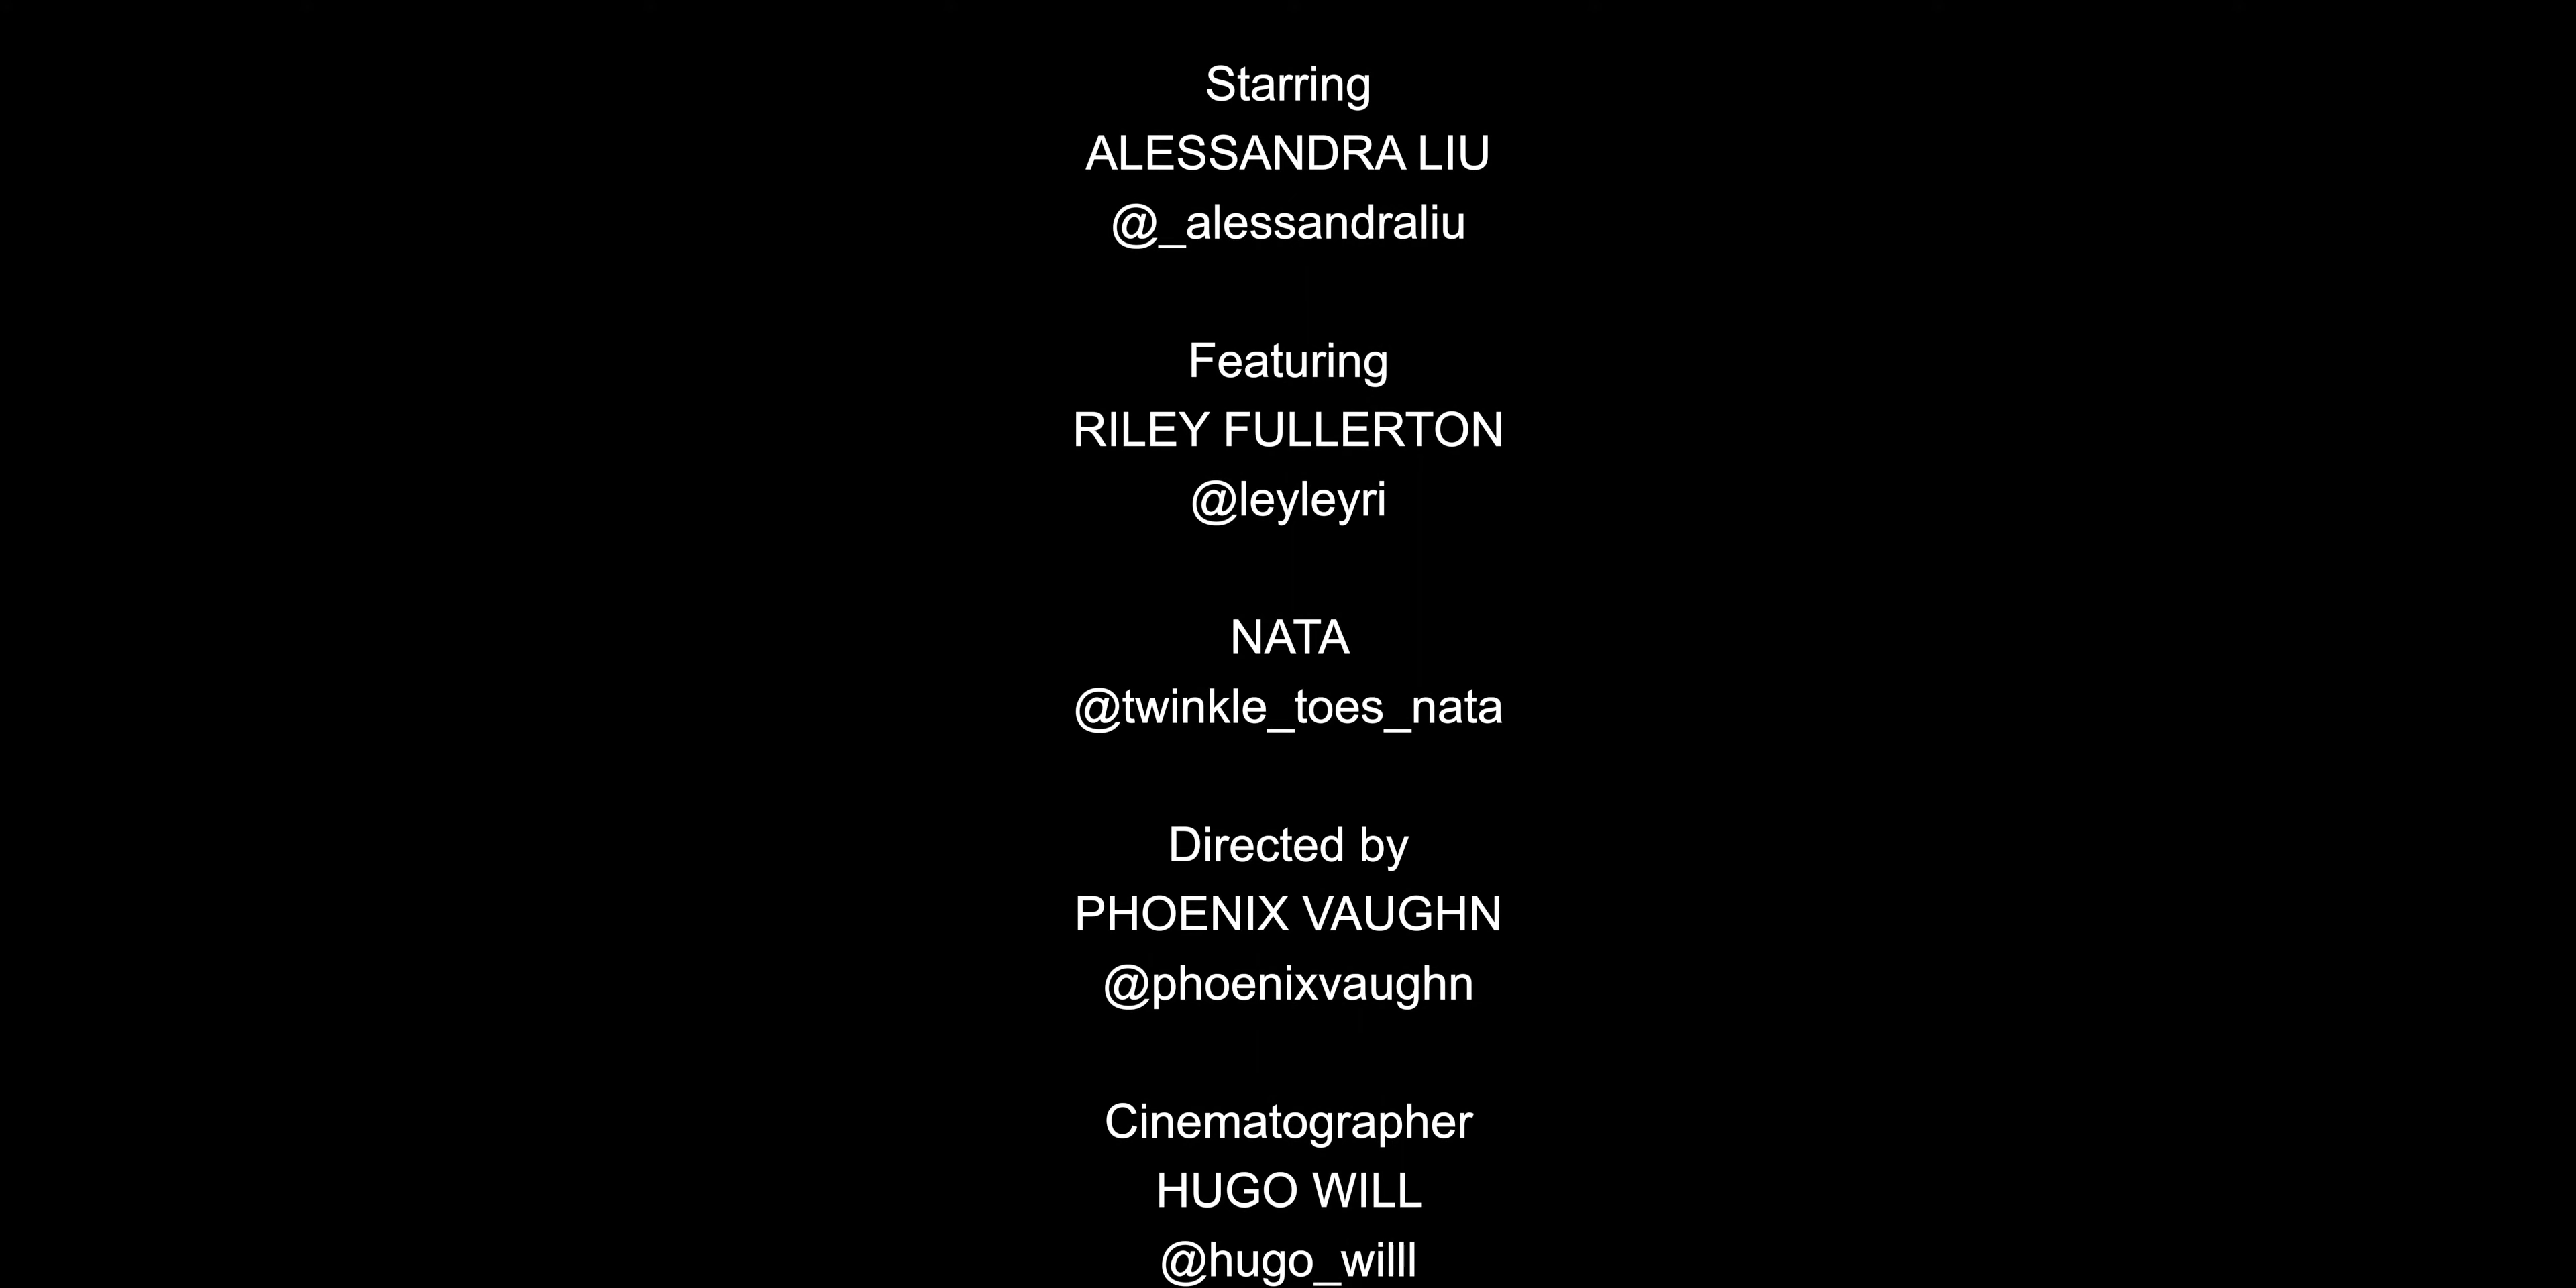 Starring
ALESSANDRA LIU
@_alessandraliu
Featuring
RILEY FULLERTON
@leyleyri
NATA
@twinkle_toes_nata
Directed by
PHOENIX VAUGHN
@phoenixvaughn
Cinematographer
HUGO WILL
@hugo_willl